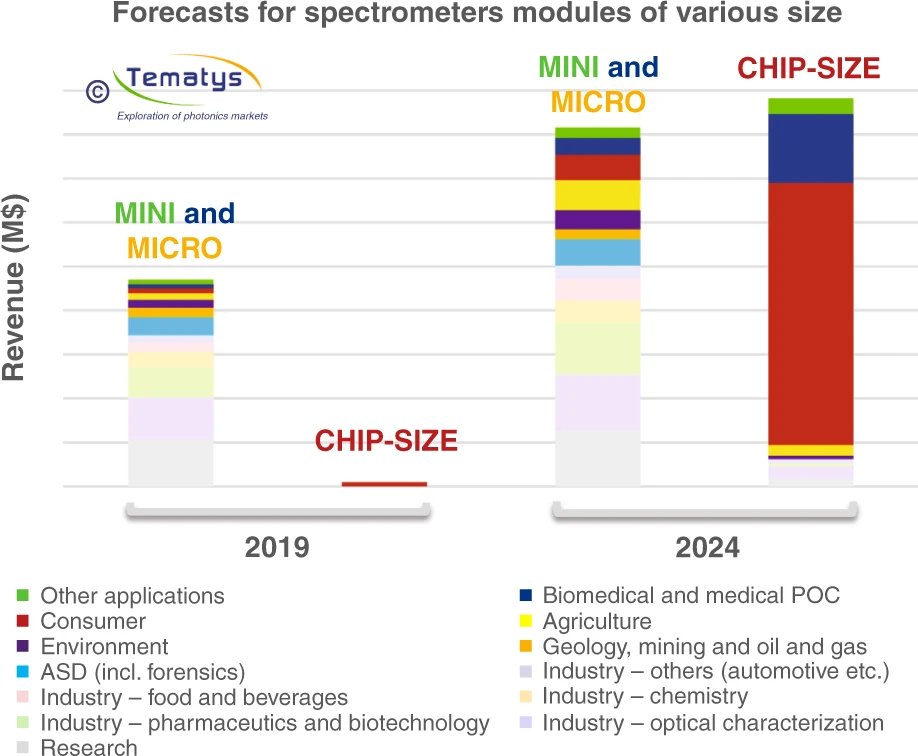 Forecasts for spectrometers modules of various size
© Tematys
Exploration of photonics markets
MINI and
MICRO
CHIP-SIZE
MINI and
MICRO
CHIP-SIZE
Revenue (M$)
2019
2024
Other applications
Biomedical and medical POC
Consumer
Agriculture
Environment
Geology, mining and oil and gas
ASD (incl. forensics)
Industry – others (automotive etc.)
Industry – food and beverages
Industry – chemistry
Industry – pharmaceutics and biotechnology
Industry – optical characterization
Research